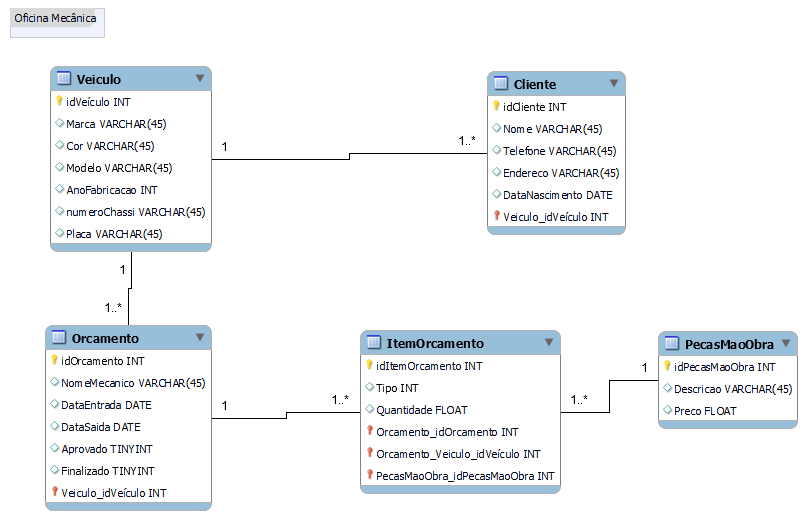 Oficina Mecânica
Veiculo
idVeículo INT
Marca VARCHAR(45)
Cor VARCHAR(45)
Modelo VARCHAR(45)
AnoFabricacao INT
numeroChassi VARCHAR(45)
Placa VARCHAR(45)
1
1..*
Cliente
idCliente INT
Nome VARCHAR(45)
Telefone VARCHAR(45)
Endereco VARCHAR(45)
DataNascimento DATE
Veiculo_idVeículo INT
1
1..*
Orcamento
idOrcamento INT
NomeMecanico VARCHAR(45)
DataEntrada DATE
DataSaida DATE
Aprovado TINYINT
Finalizado TINYINT
Veiculo_idVeículo INT
1
1..*
ItemOrcamento
idItemOrcamento INT
Tipo INT
Quantidade FLOAT
Orcamento_idOrcamento INT
Orcamento_Veiculo_idVeículo INT
PecasMaoObra_idPecasMaoObra INT
1..*
1
PecasMaoObra
idPecasMaoObra INT
Descricao VARCHAR(45)
Preco FLOAT